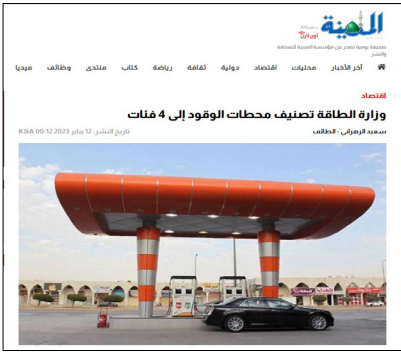 المدينة
اون لاين
صحيفة يومية تصدر عن مؤسسة المدينة للصحافة
والنشر
آخر الأخبار محليات اقتصاد دولية ثقافة رياضة كتاب منتدى وظائف ميديا
اقتصاد
وزارة الطاقة تصنيف محطات الوقود إلى 4 فئات
سعيد الزهراني - الطائف
تاريخ النشر: 12 يناير 2023 00:12 KSA